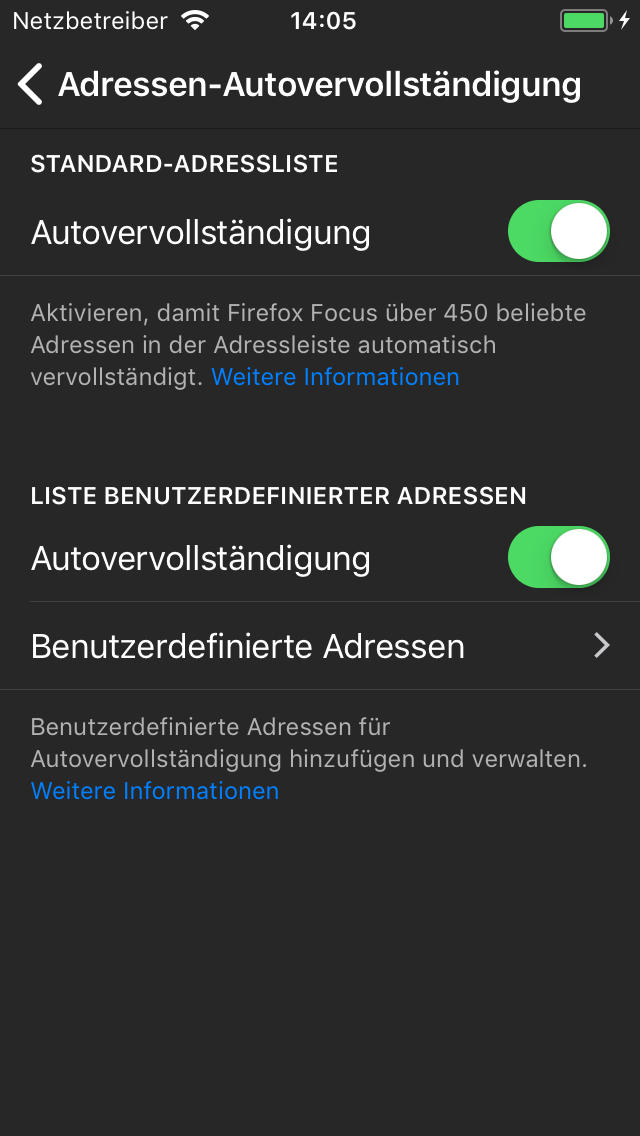 Netzbetreiber 14:05
Adressen-Autovervollständigung
STANDARD-ADRESSLISTE
Autovervollständigung
Aktivieren, damit Firefox Focus über 450 beliebte
Adressen in der Adressleiste automatisch
vervollständigt. Weitere Informationen
LISTE BENUTZERDEFINIERTER ADRESSEN
Autovervollständigung
Benutzerdefinierte Adressen
Benutzerdefinierte Adressen für
Autovervollständigung hinzufügen und verwalten.
Weitere Informationen